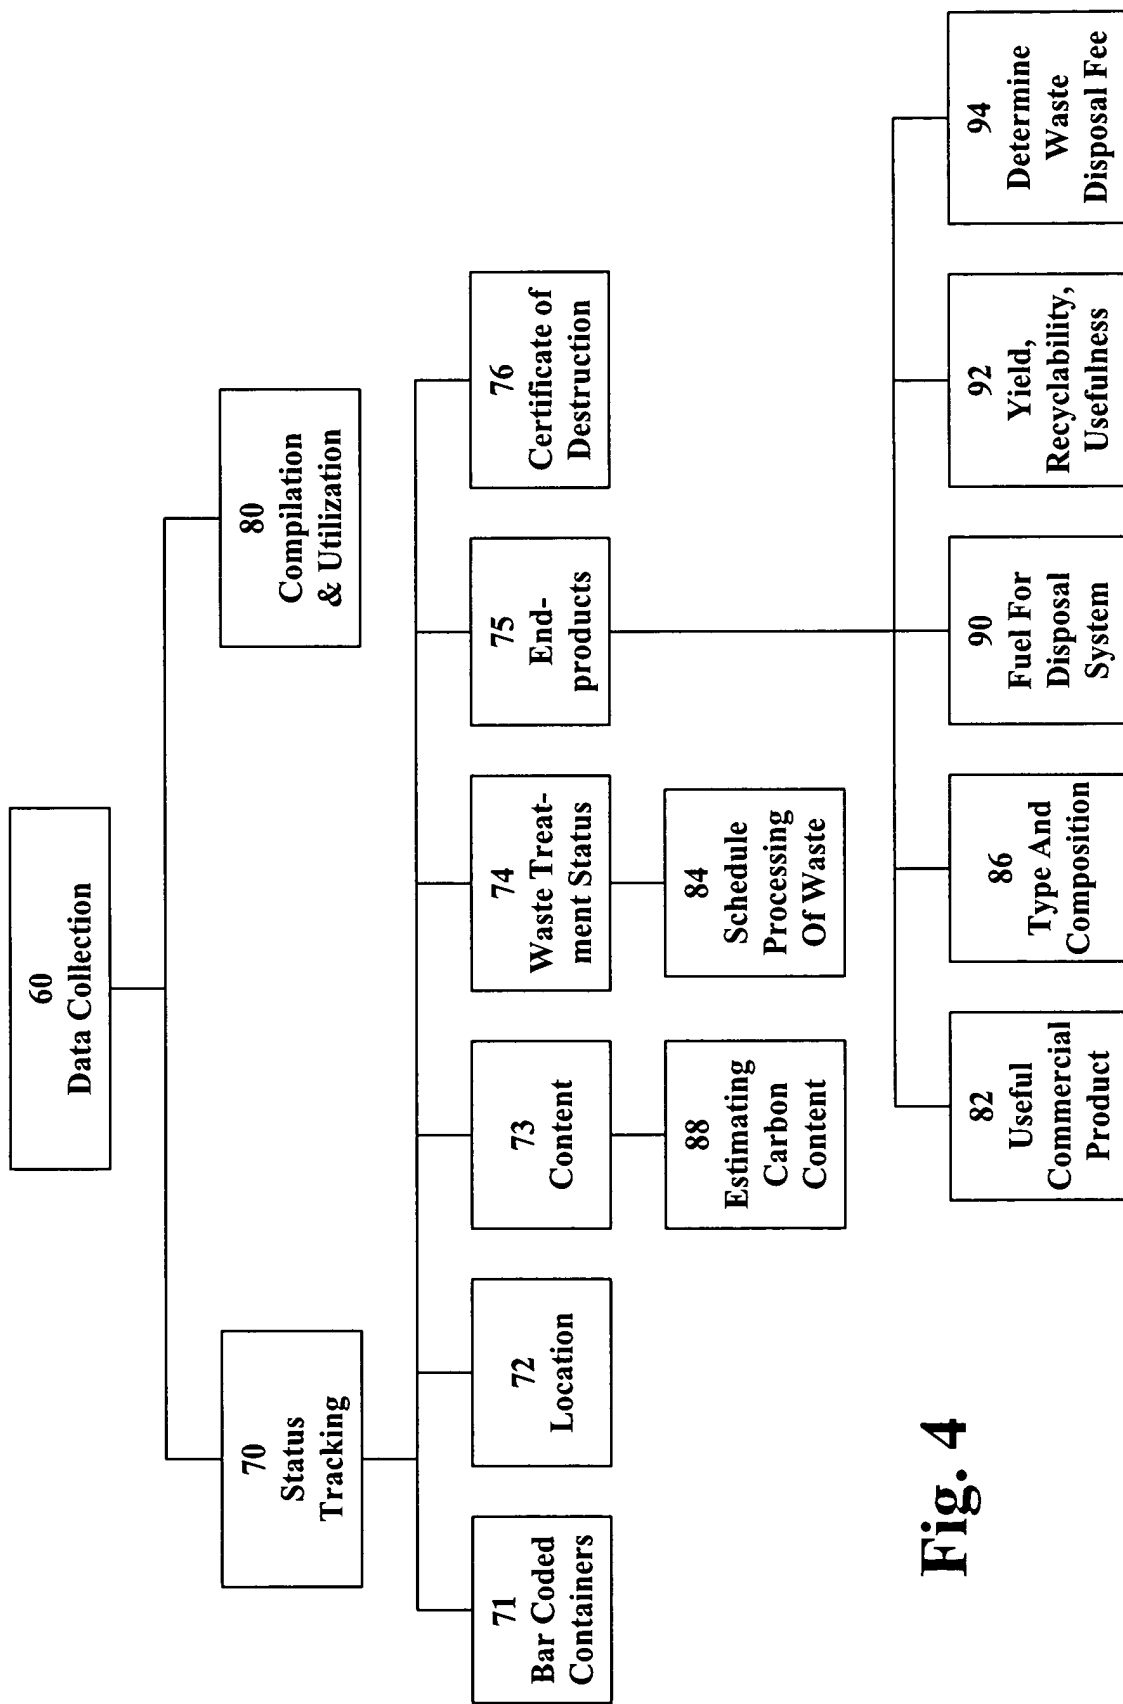 60
Data Collection
70
Status
Tracking
80
Compilation
& Utilization
71
Bar Coded
Containers
72
Location
73
Content
74
Waste Treat-
ment Status
75
End-
products
76
Certificate of
Destruction
88
Estimating
Carbon
Content
84
Schedule
Processing
Of Waste
82
Useful
Commercial
Product
86
Type And
Composition
90
Fuel For
Disposal
System
92
Yield,
Recyclability,
Usefulness
94
Determine
Waste
Disposal Fee
Fig. 4